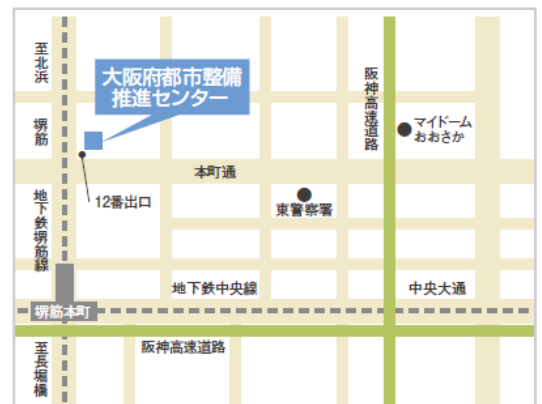 至北浜
堺筋
大阪府都市整備
推進センター
阪神高速道路
マイドーム
おおさか
本町通
12番出口
東警察署
地下鉄堺筋線
地下鉄中央線
中央大通
堺筋本町
阪神高速道路
至長堀橋